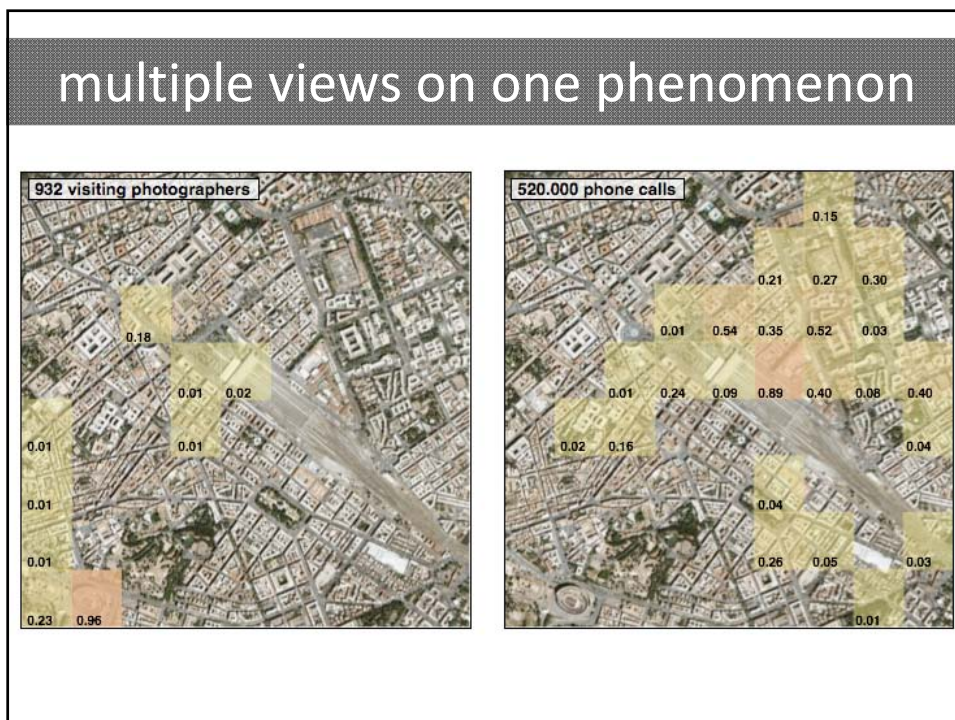 multiple views on one phenomenon
932 visiting photographers
0.18
0.01 0.02
0.01 0.01
0.01
0.01
0.23 0.96
520.000 phone calls
0.15
0.21 0.27 0.30
0.01 0.54 0.35 0.52 0.03
0.01 0.24 0.09 0.89 0.40 0.08 0.40
0.02 0.16 0.04
0.04
0.26 0.05 0.03
0.01